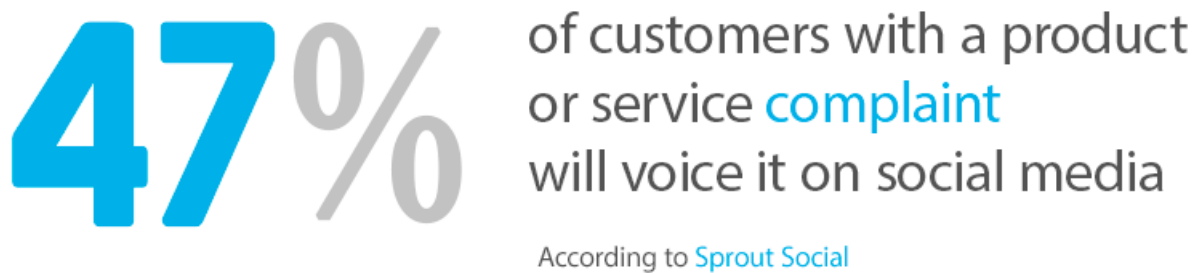 47%
of customers with a product
or service complaint
will voice it on social media
According to Sprout Social